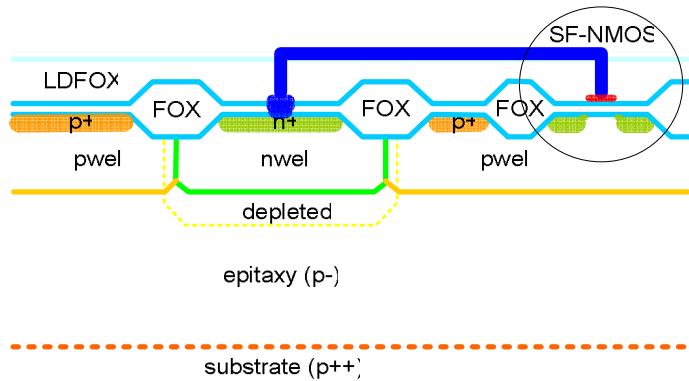 SF-NMOS
LDFOX
FOX
FOX
FOX
p+
n+
p+
pwel
nwel
pwel
depleted
epitaxy (p-)
substrate (p++)